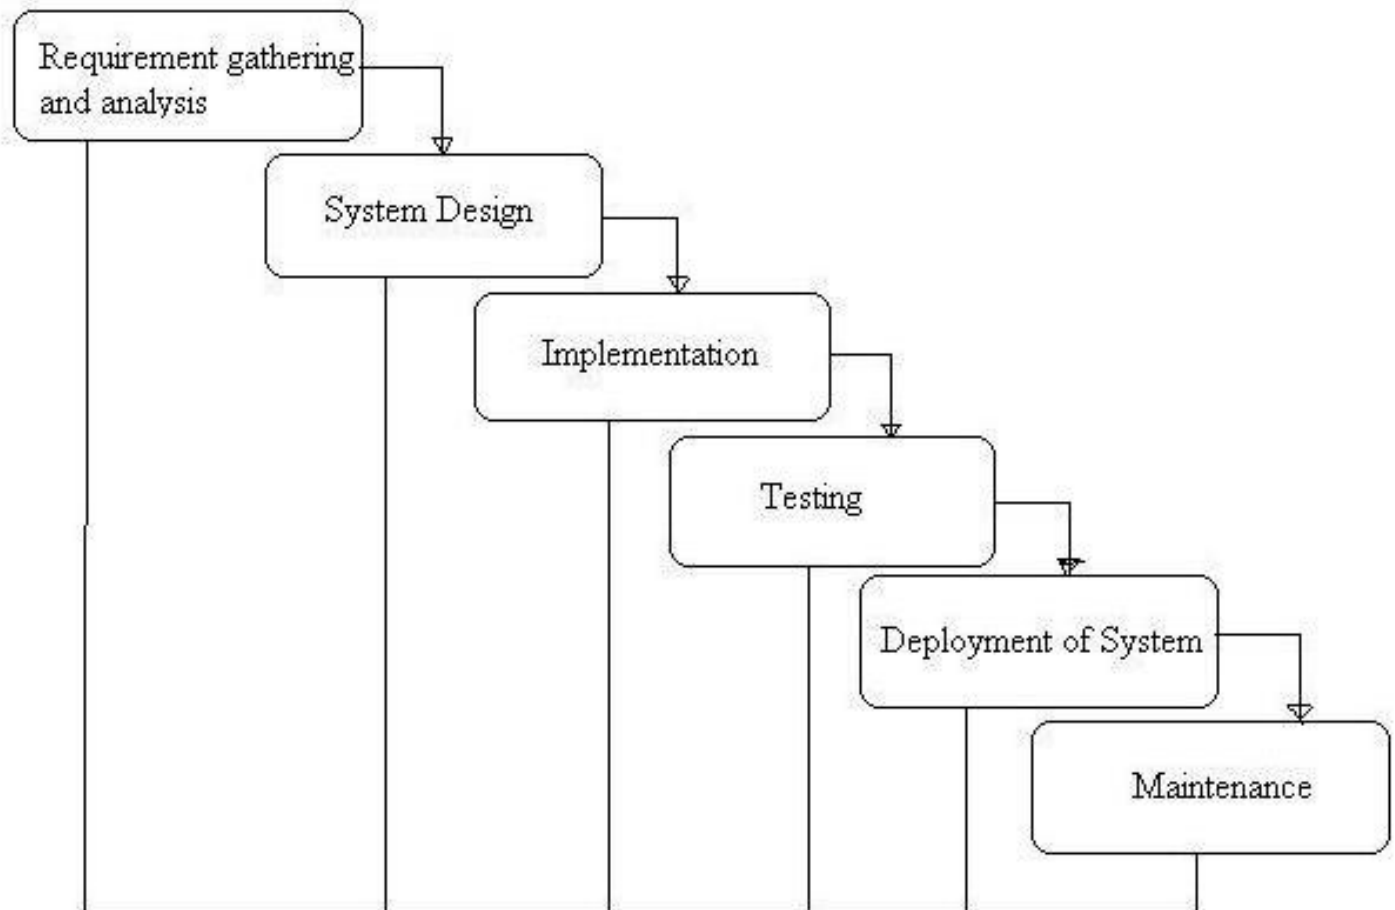 Requirement gathering
and analysis
System Design
Implementation
Testing
Deployment of System
Maintenance